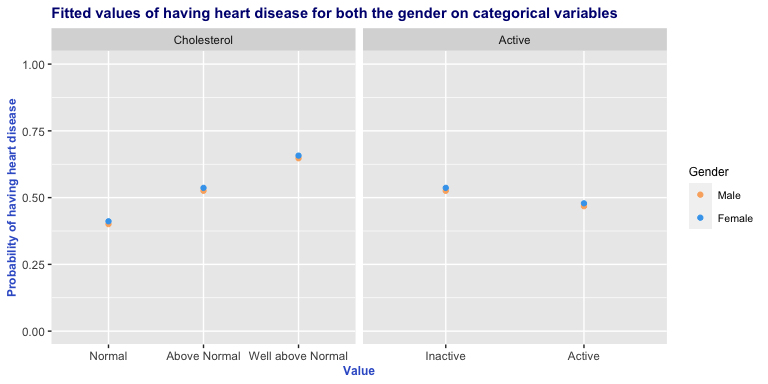 Fitted values of having heart disease for both the gender on categorical variables
Cholesterol
Active
Probability of having heart disease
1.00
0.75
0.50
0.25
0.00
Normal
Above Normal
Well above Normal
Inactive
Active
Value
Gender
Male
Female